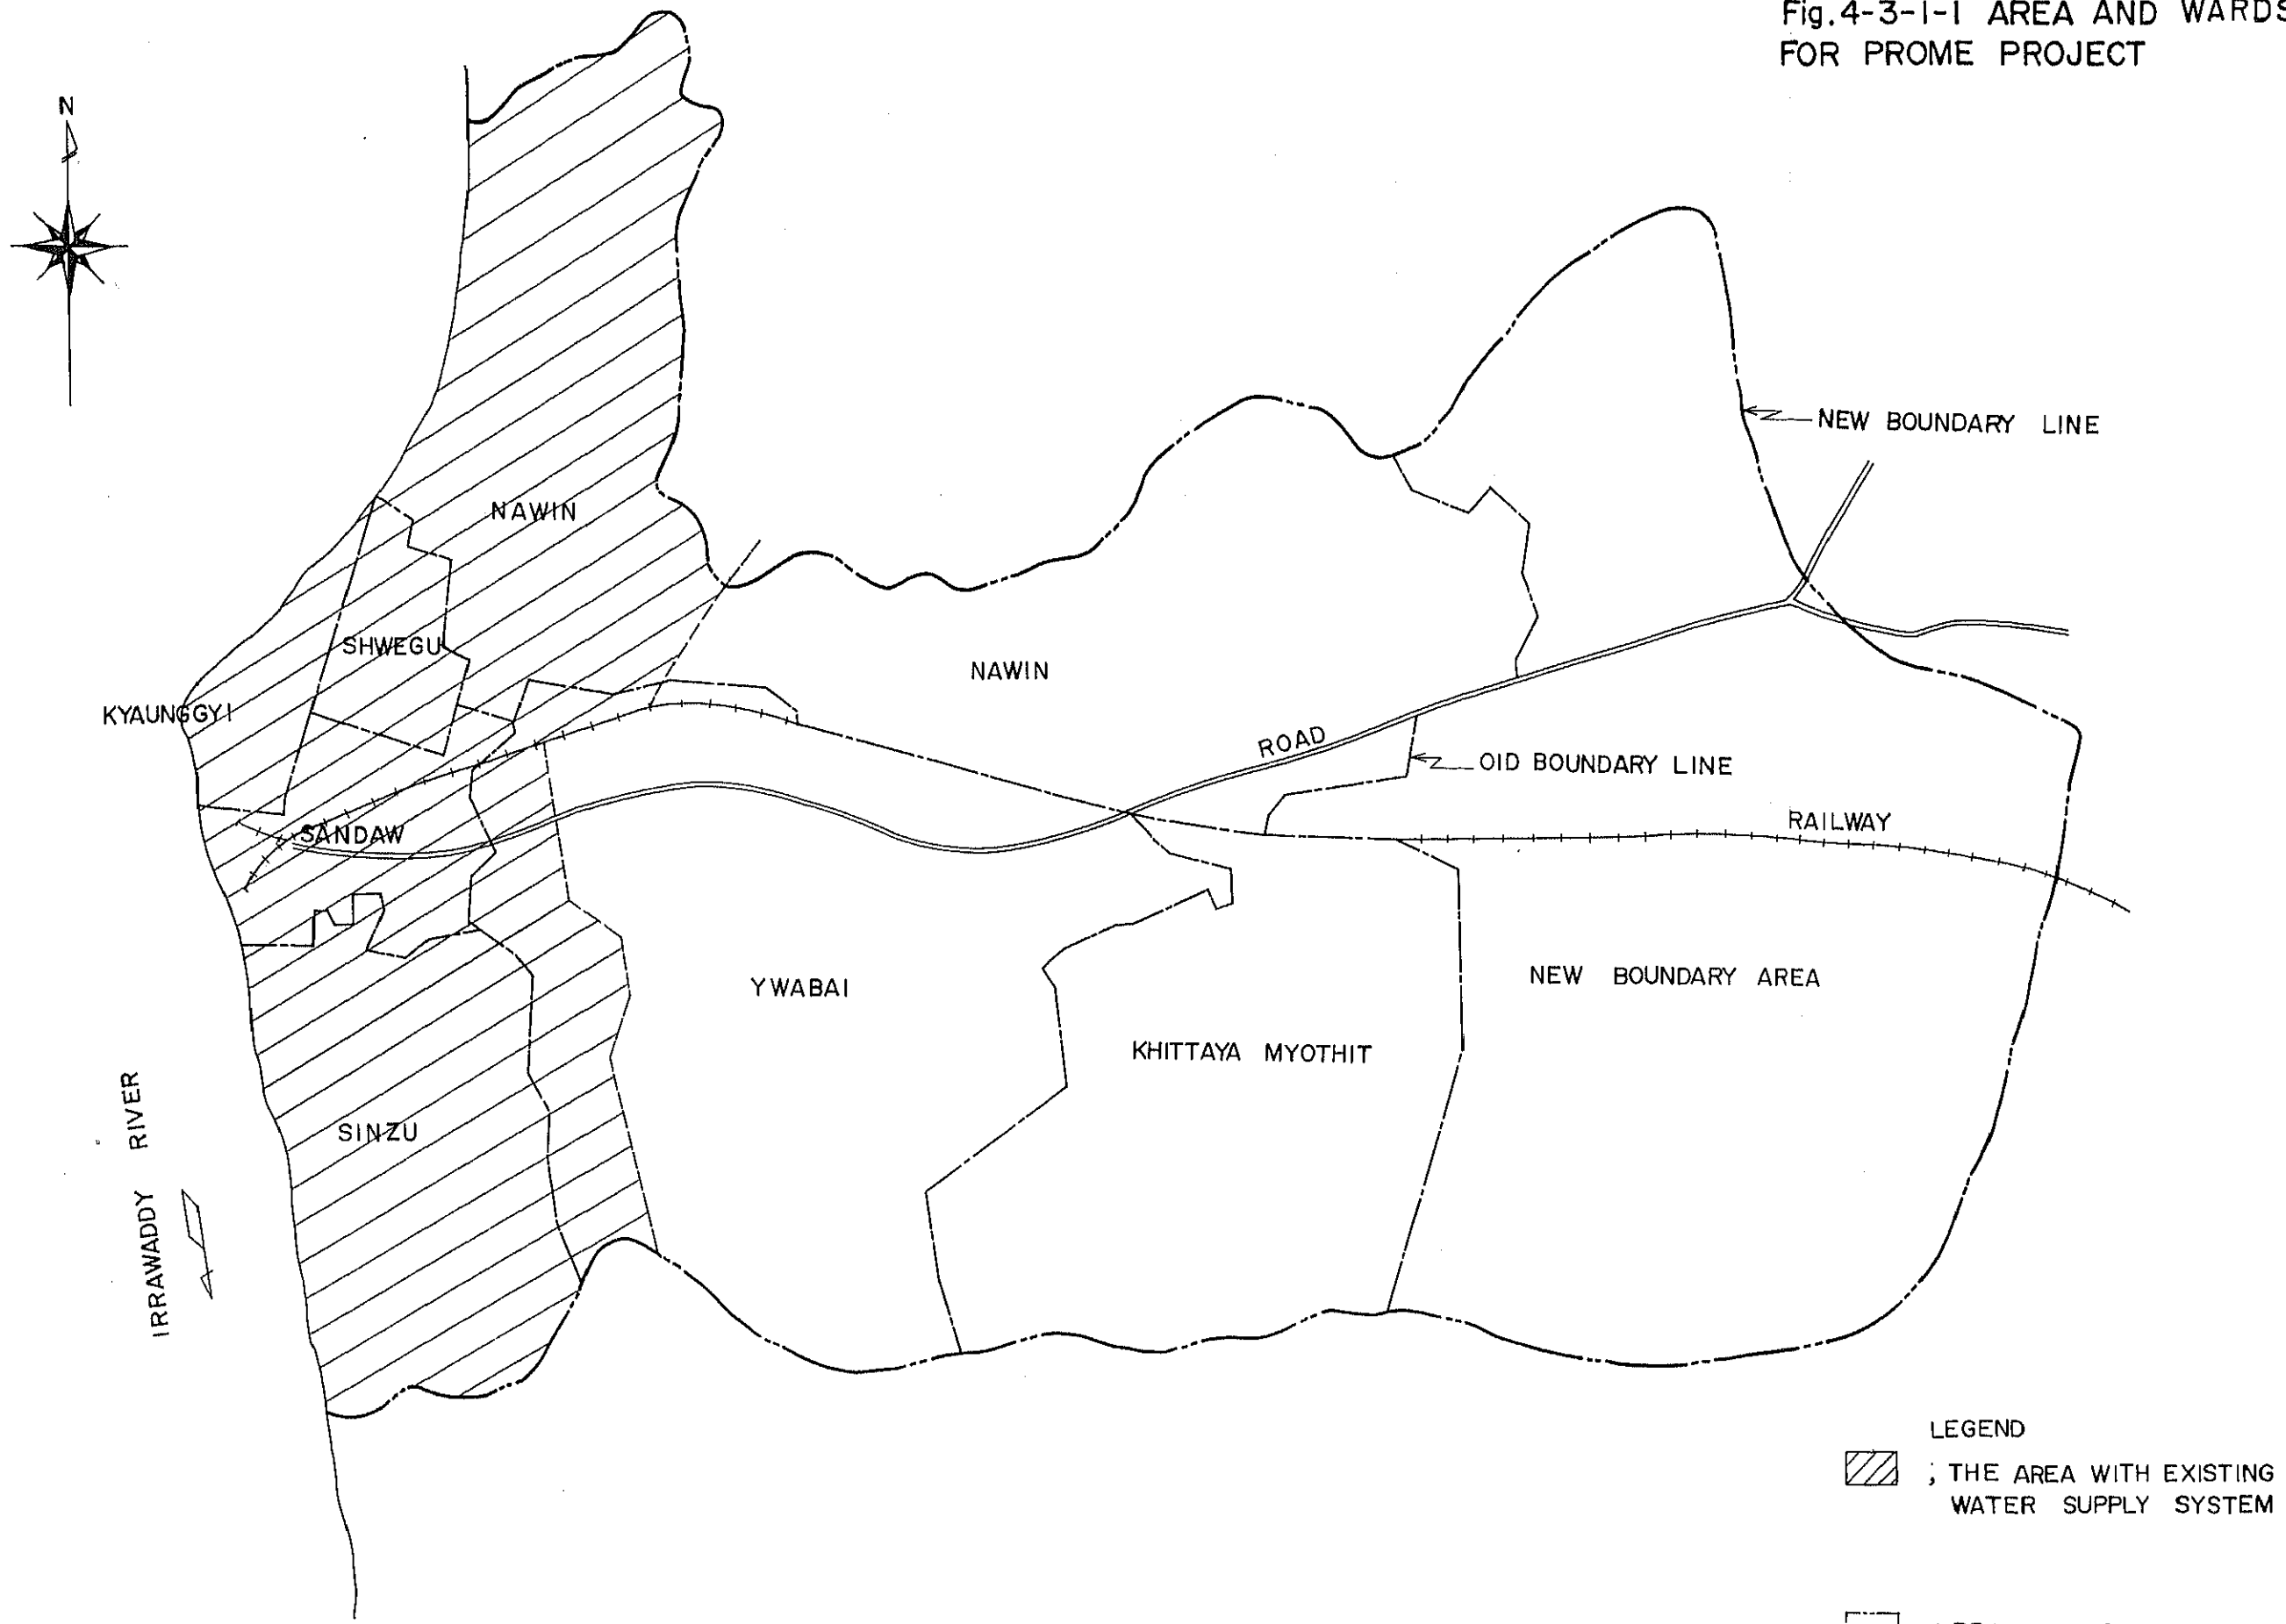 Fig.4-3-1-1 AREA AND WARDS
FOR PROME PROJECT
N
NEW BOUNDARY LINE
NAWIN
SHWEGU
NAWIN
KYAUNGGYI
ROAD
OID BOUNDARY LINE
SANDAW
RAILWAY
YWABAI
NEW BOUNDARY AREA
KHITTAYA MYOTHIT
SINZU
IRRAWADDY RIVER
LEGEND
; THE AREA WITH EXISTING
WATER SUPPLY SYSTEM